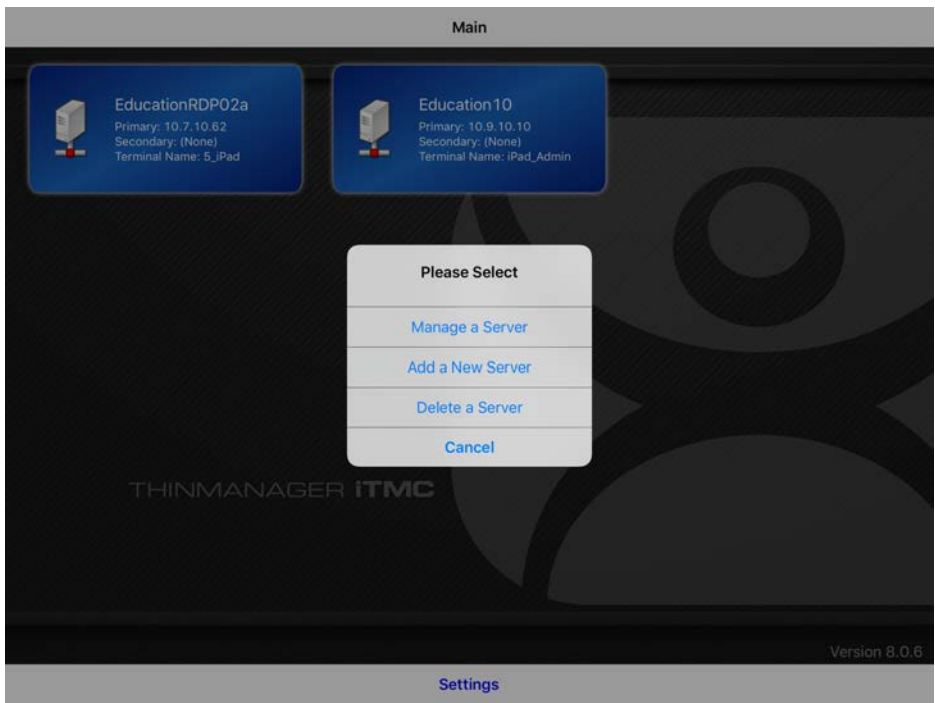 Main
EducationRDP02a
Primary: 10.7.10.62
Secondary: (None)
Terminal Name: 5_iPad
Education10
Primary: 10.9.10.10
Secondary: (None)
Terminal Name: iPad_Admin
Please Select
Manage a Server
Add a New Server
Delete a Server
Cancel
THINMANAGER iTMC
Version 8.0.6
Settings